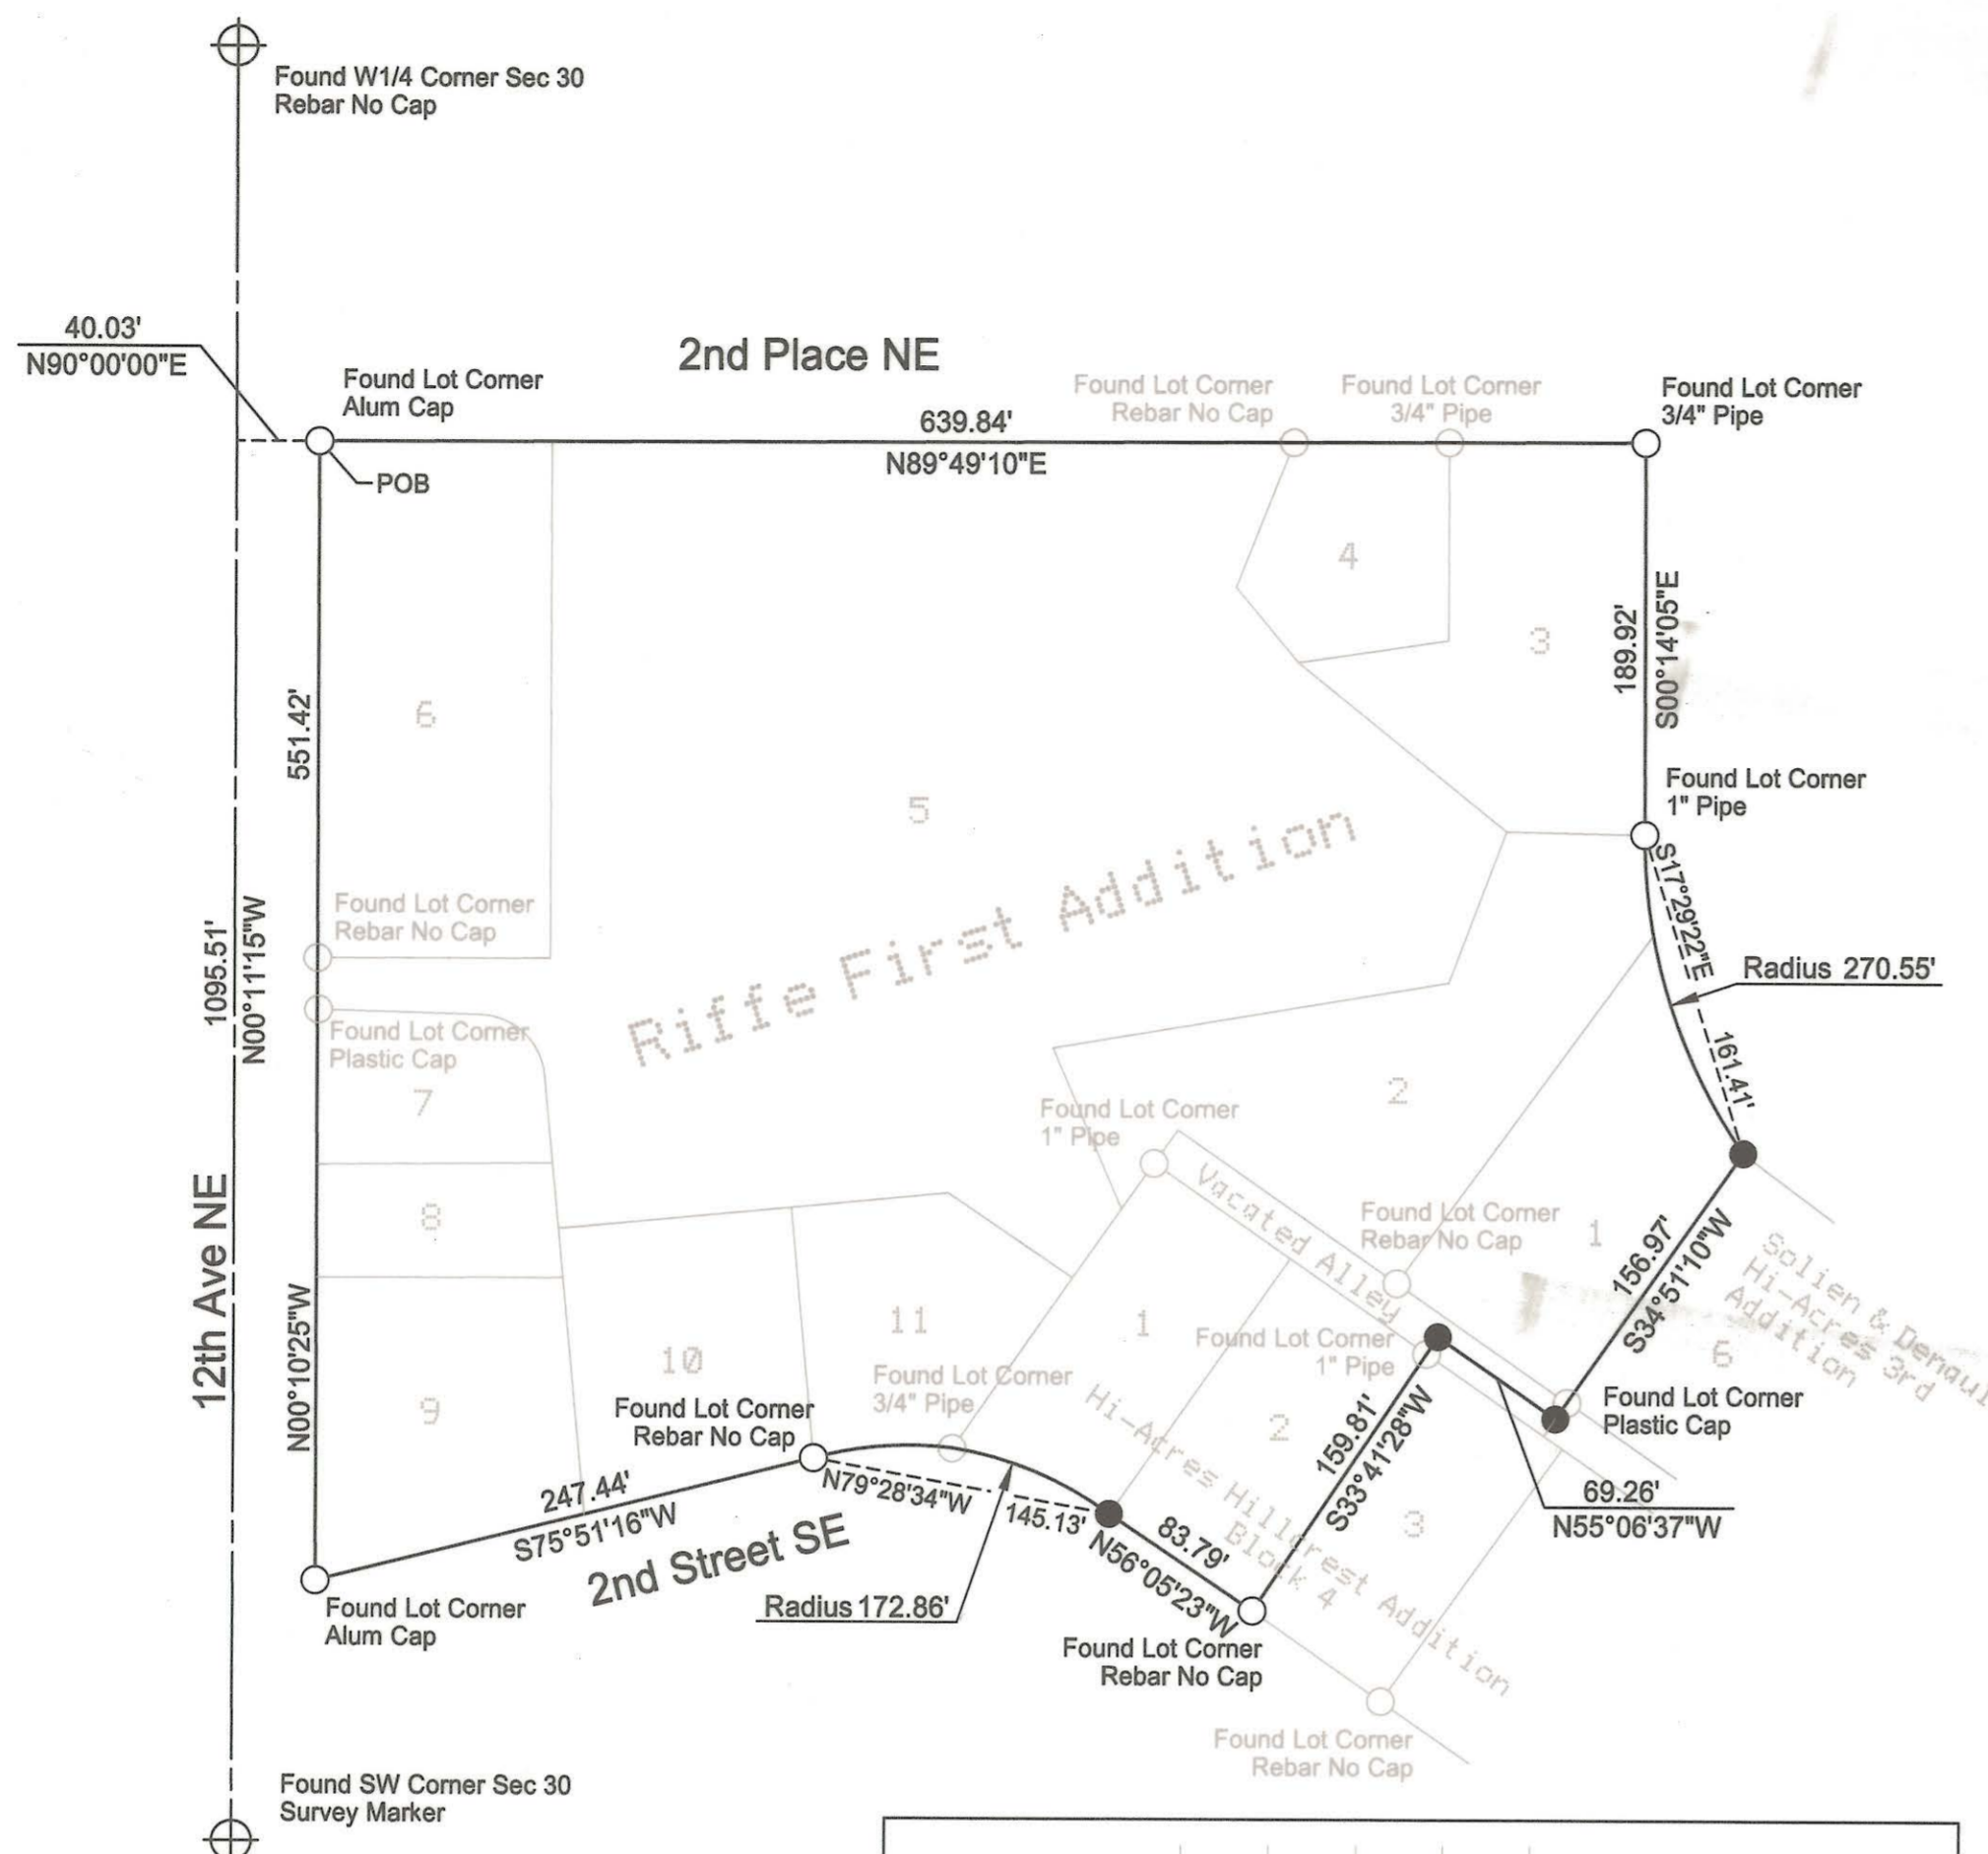 Found W1/4 Corner Sec 30
Rebar No Cap
40.03'
N90°00'00"E
Found Lot Corner
Alum Cap
POB
2nd Place NE
639.84'
N89°49'10"E
Found Lot Corner
Rebar No Cap
Found Lot Corner
3/4" Pipe
Found Lot Corner
3/4" Pipe
4
3
189.92'
S00°14'05"E
6
551.42'
5
Found Lot Corner
1" Pipe
Riffe First Addition
S17°29'22"E
161.41'
Radius 270.55'
Found Lot Corner
Rebar No Cap
1095.51'
N00°11'15"W
Found Lot Corner
Plastic Cap
7
2
Found Lot Corner
1" Pipe
Vacated Alley
12th Ave NE
8
Found Lot Corner
Rebar No Cap
1
156.97'
S34°51'10"W
Solien & Denaul
Hi-Acres 3rd
Addition
6
N00°10'25"W
9
10
11
1
Found Lot Corner
3/4" Pipe
Found Lot Corner
1" Pipe
Found Lot Corner
Rebar No Cap
2
159.81'
S33°41'28"W
Found Lot Corner
Plastic Cap
69.26'
N55°06'37"W
Hi-Acres Hillcrest Addition
Block 4
3
247.44'
S75°51'16"W
N79°28'34"W
145.13'
2nd Street SE
83.79'
N56°05'23"W
Radius 172.86'
Found Lot Corner
Alum Cap
Found Lot Corner
Rebar No Cap
Found Lot Corner
Rebar No Cap
Found SW Corner Sec 30
Survey Marker